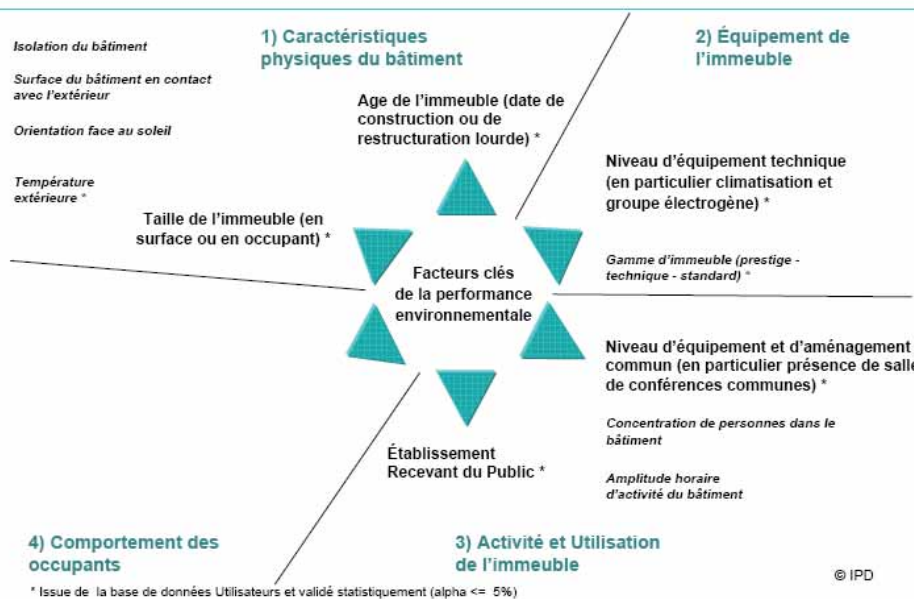 1) Caractéristiques
physiques du bâtiment
Isolation du bâtiment
Surface du bâtiment en contact
avec l'extérieur
Orientation face au soleil
Température
extérieure *
Age de l'immeuble (date de
construction ou de
restructuration lourde) *
Taille de l'immeuble (en
surface ou en occupant) *
2) Équipement de
l'immeuble
Niveau d'équipement technique
(en particulier climatisation et
groupe électrogène) *
Gamme d'immeuble (prestige -
technique - standard) *
Facteurs clés
de la performance
environnementale
Niveau d'équipement et d'aménagement
commun (en particulier présence de salle
de conférences communes) *
Concentration de personnes dans le
bâtiment
Amplitude horaire
d'activité du bâtiment
Établissement
Recevant du Public *
3) Activité et Utilisation
de l'immeuble
4) Comportement des
occupants
© IPD
* Issue de la base de données Utilisateurs et validé statistiquement (alpha <= 5%)